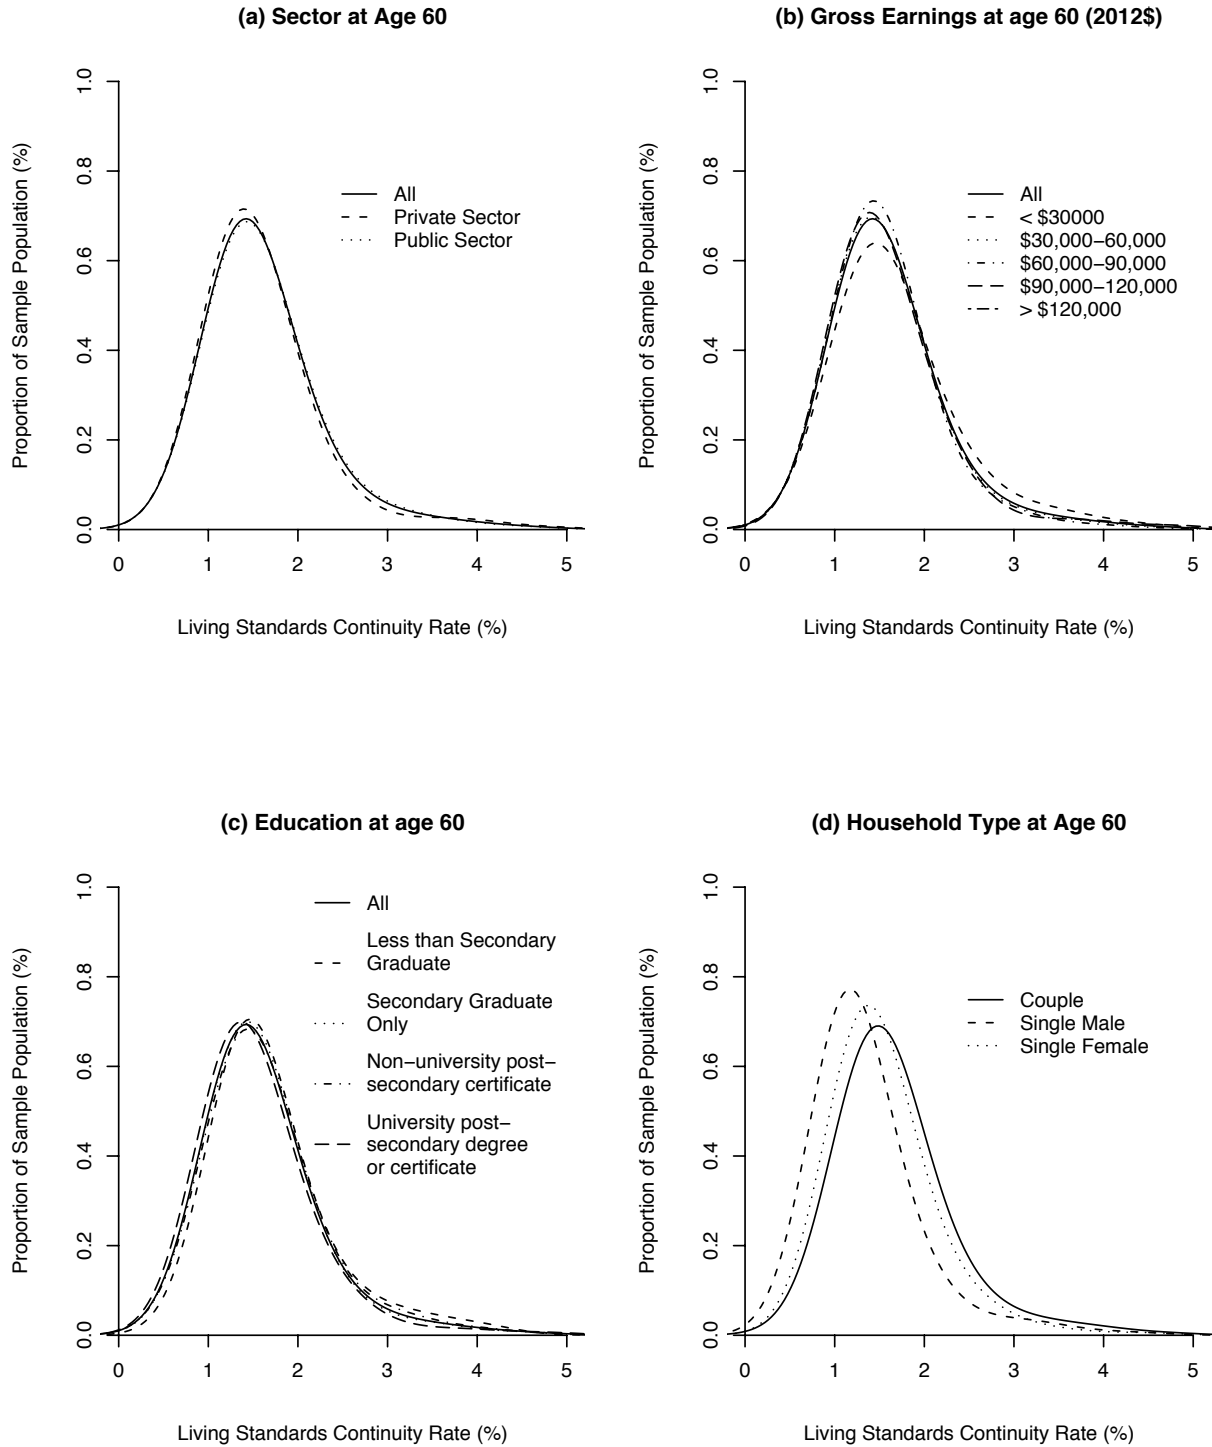 (a) Sector at Age 60
Proportion of Sample Population (%)
1.0
0.8
0.6
0.4
0.2
0.0
All
Private Sector
Public Sector
0 1 2 3 4 5
Living Standards Continuity Rate (%)
(b) Gross Earnings at age 60 (2012$)
Proportion of Sample Population (%)
1.0
0.8
0.6
0.4
0.2
0.0
All
< $30000
$30,000−60,000
$60,000−90,000
$90,000−120,000
> $120,000
0 1 2 3 4 5
Living Standards Continuity Rate (%)
(c) Education at age 60
Proportion of Sample Population (%)
1.0
0.8
0.6
0.4
0.2
0.0
All
Less than Secondary
Graduate
Secondary Graduate
Only
Non−university post−
secondary certificate
University post−
secondary degree
or certificate
0 1 2 3 4 5
Living Standards Continuity Rate (%)
(d) Household Type at Age 60
Proportion of Sample Population (%)
1.0
0.8
0.6
0.4
0.2
0.0
Couple
Single Male
Single Female
0 1 2 3 4 5
Living Standards Continuity Rate (%)